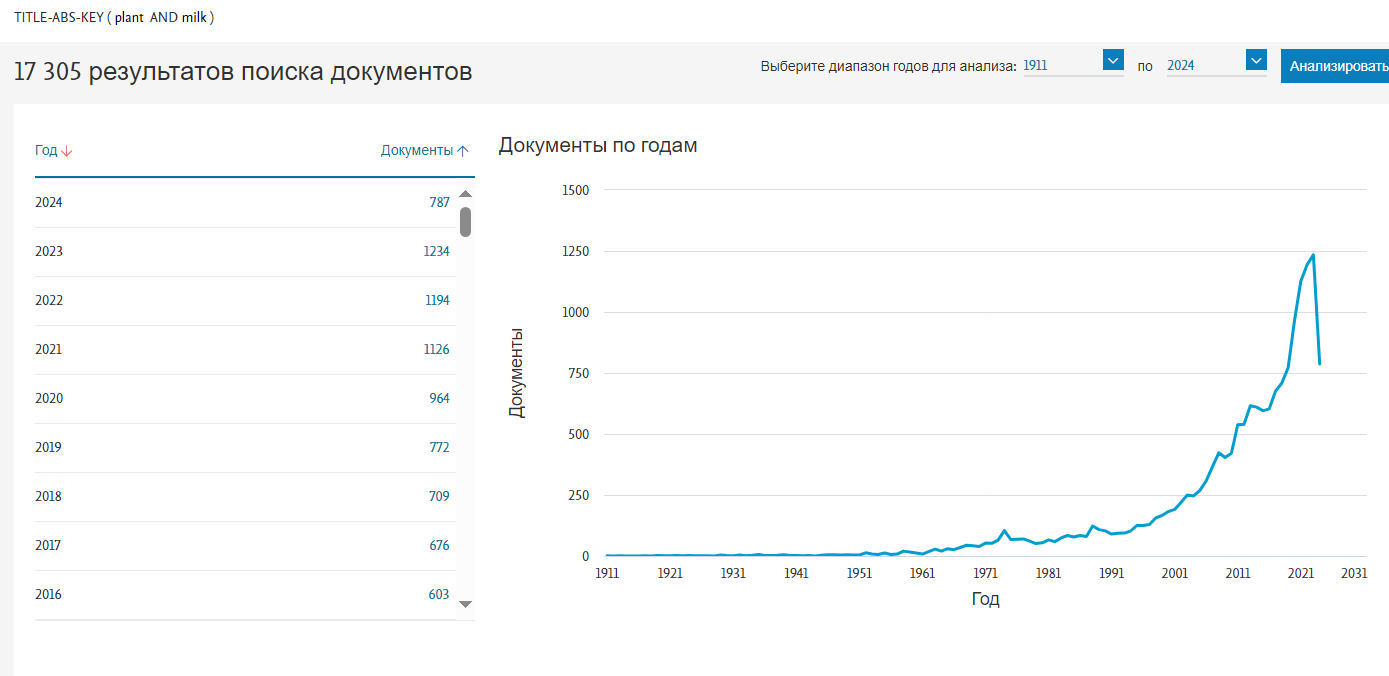 TITLE-ABS-KEY ( plant AND milk )
17 305 результатов поиска документов
Выберите диапазон годов для анализа: 1911 по 2024 Анализировать
Год Документы
2024 787
2023 1234
2022 1194
2021 1126
2020 964
2019 772
2018 709
2017 676
2016 603
Документы по годам
1500
1250
1000
750
500
250
0
Документы
1911 1921 1931 1941 1951 1961 1971 1981 1991 2001 2011 2021 2031
Год